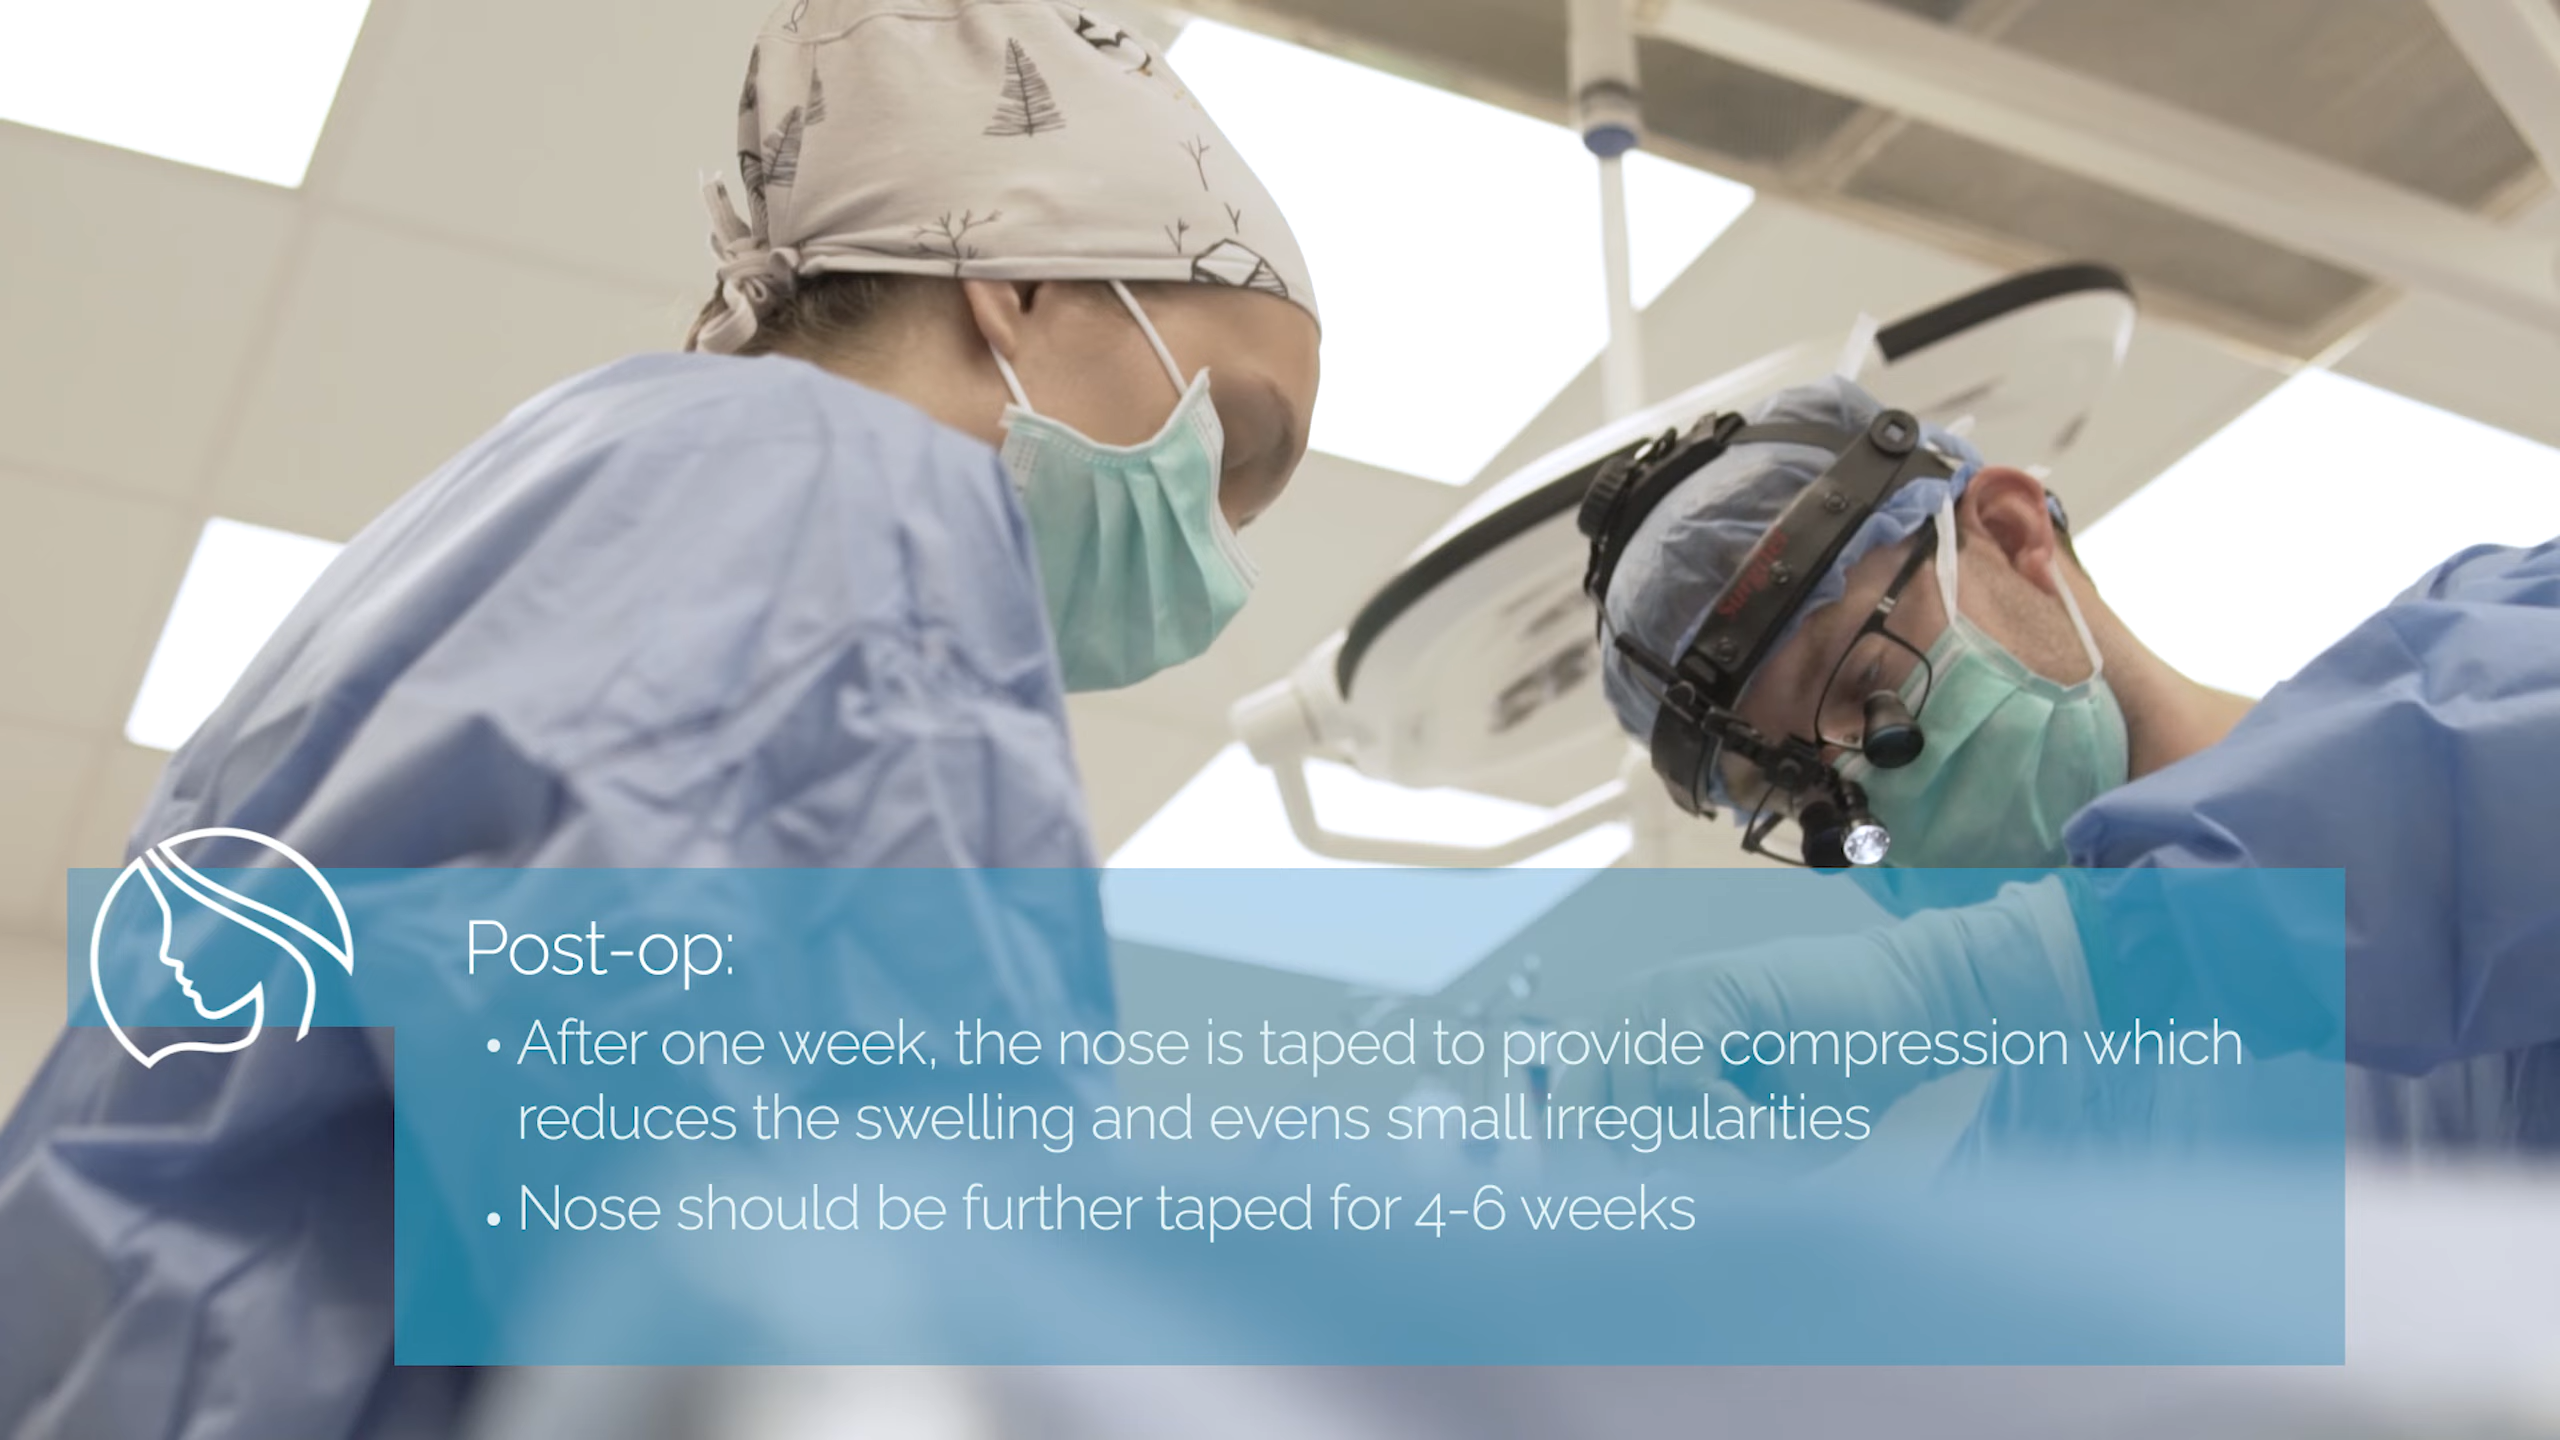 Post-op:
• After one week, the nose is taped to provide compression which
reduces the swelling and evens small irregularities
• Nose should be further taped for 4-6 weeks